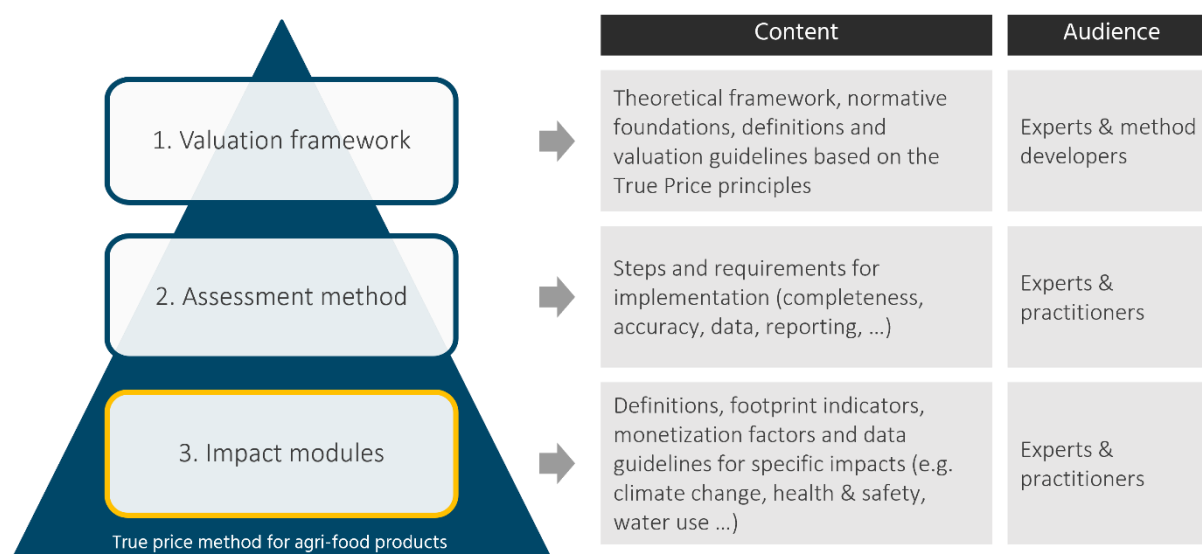 Content
Audience
1. Valuation framework
Theoretical framework, normative
foundations, definitions and
valuation guidelines based on the
True Price principles
Experts & method
developers
2. Assessment method
Steps and requirements for
implementation (completeness,
accuracy, data, reporting, ...)
Experts &
practitioners
3. Impact modules
Definitions, footprint indicators,
monetization factors and data
guidelines for specific impacts (e.g.
climate change, health & safety,
water use ...)
Experts &
practitioners
True price method for agri-food products